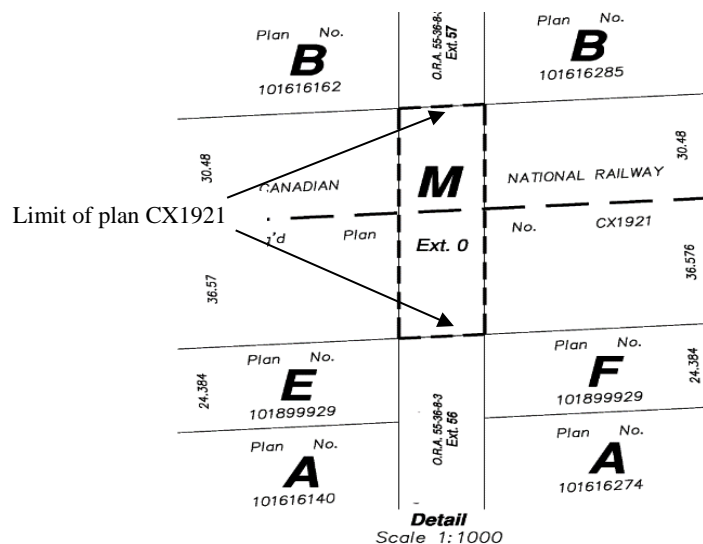 Plan No.
B
101616162
O.R.A. 55-36-8-3
Ext. 57
Plan No.
B
101616285
30.48
CANADIAN
M
NATIONAL RAILWAY
30.48
Limit of plan CX1921
Plan
No. CX1921
Ext. 0
36.57
36.576
Plan No.
E
101899929
24.384
Plan No.
F
101899929
24.384
O.R.A. 55-36-8-3
Ext. 56
Plan No.
A
101616140
Plan No.
A
101616274
Detail
Scale 1:1000